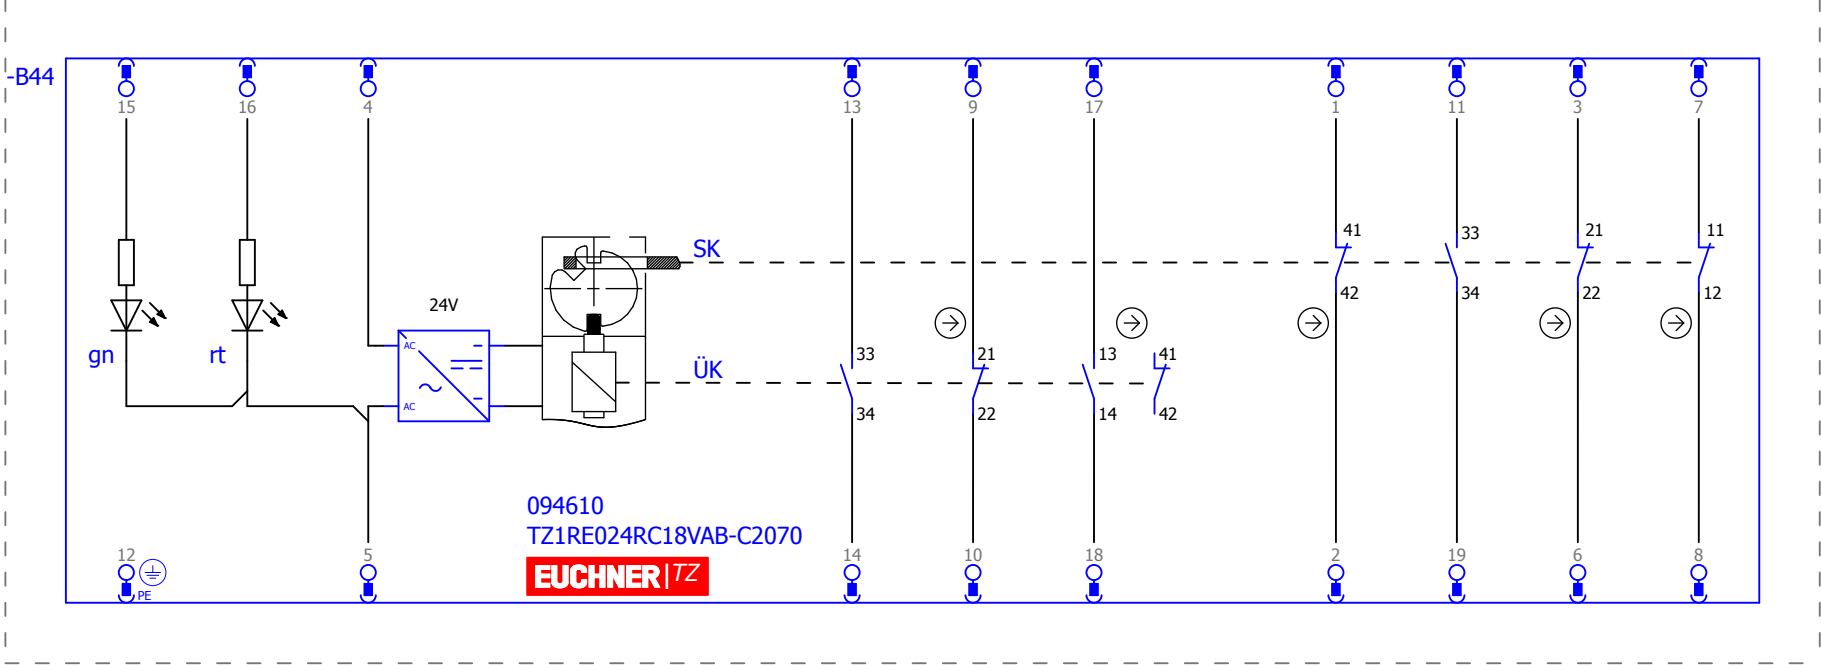 -B44
15 16 4 13 9 17 1 11 3 7
41 33 21 11
SK
42 34 22 12
24V
gn rt AC
ÜK
33 21 13 41
AC
34 22 14 42
094610
TZ1RE024RC18VAB-C2070
12 5 14 10 18 2 19 6 8
EUCHNER|TZ
PE